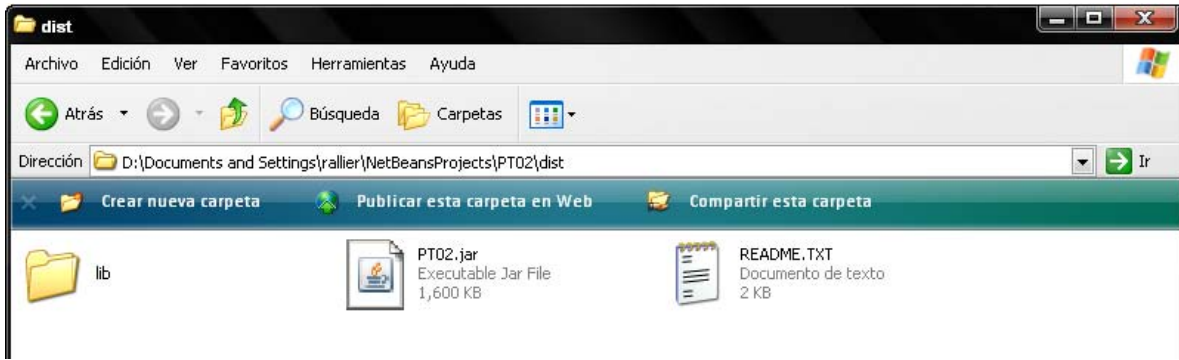 dist
Archivo Edición Ver Favoritos Herramientas Ayuda
Atrás Búsqueda Carpetas
Dirección D:\Documents and Settings\rallier\NetBeansProjects\PT02\dist Ir
Crear nueva carpeta Publicar esta carpeta en Web Compartir esta carpeta
lib
PT02.jar
Executable Jar File
1,600 KB
README.TXT
Documento de texto
2 KB